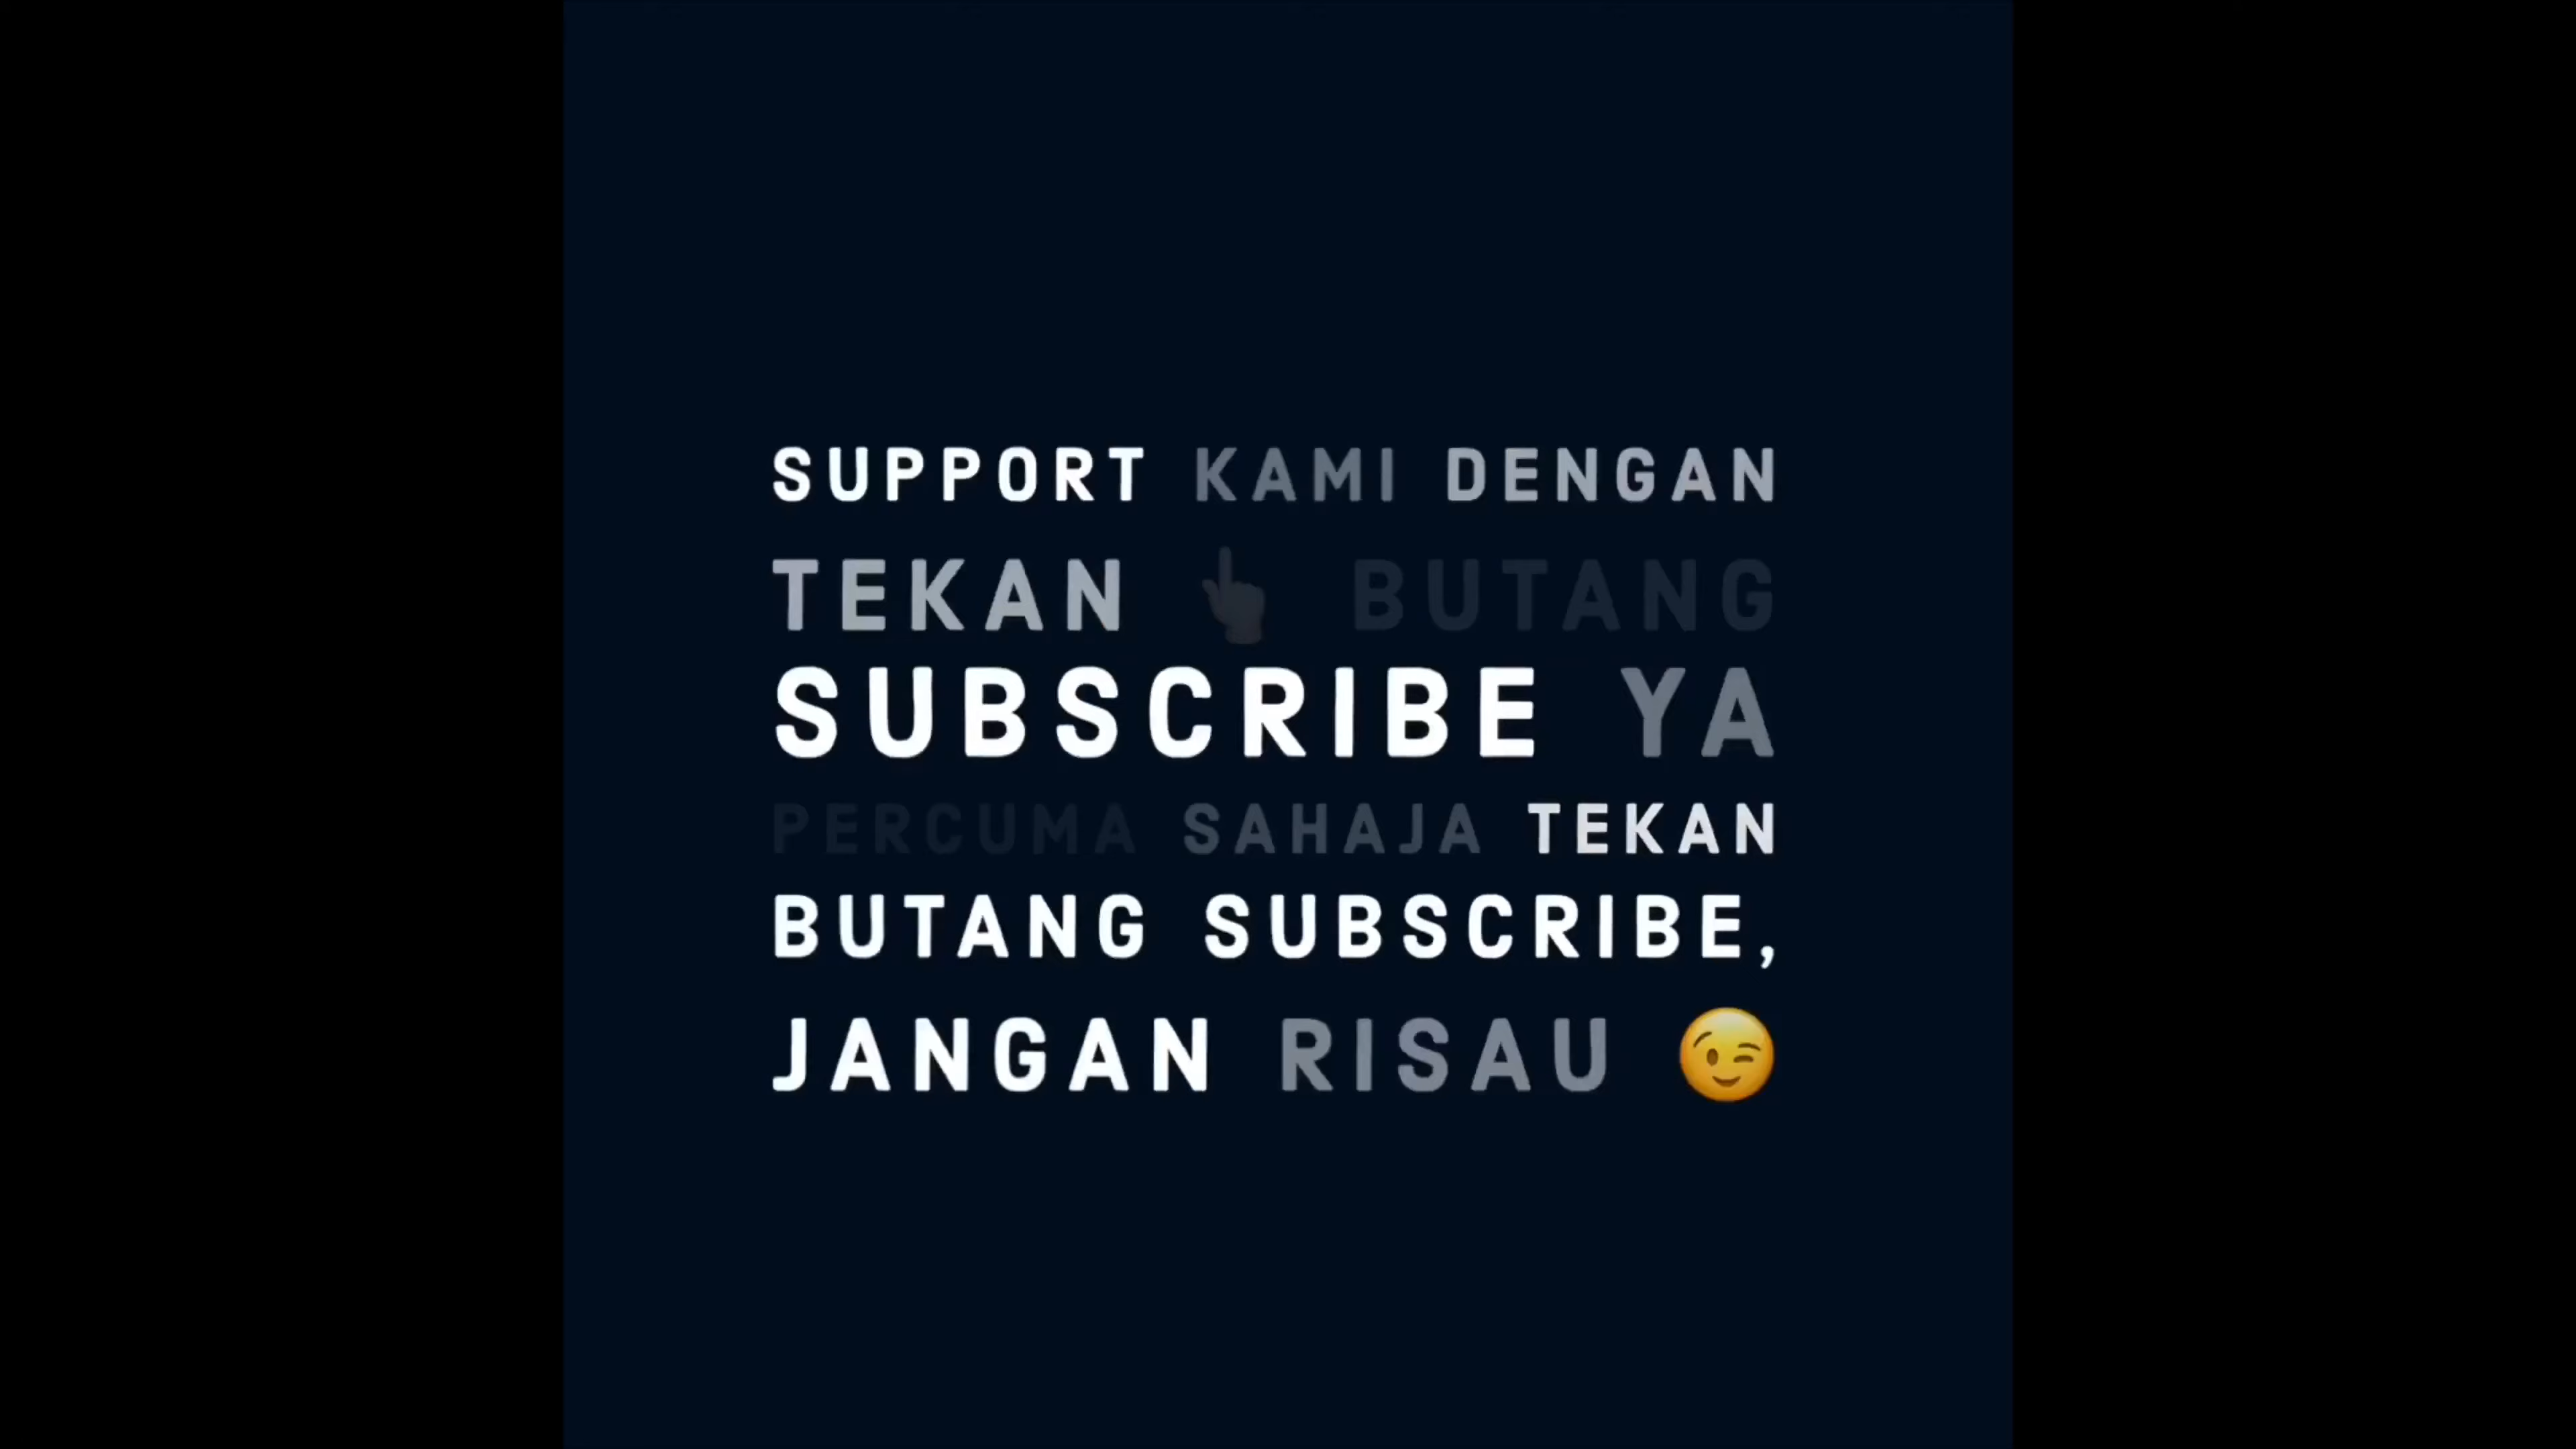 SUPPORT KAMI DENGAN
TEKAN 👆 BUTANG
SUBSCRIBE YA
PERCUMA SAHAJA TEKAN
BUTANG SUBSCRIBE,
JANGAN RISAU 😉